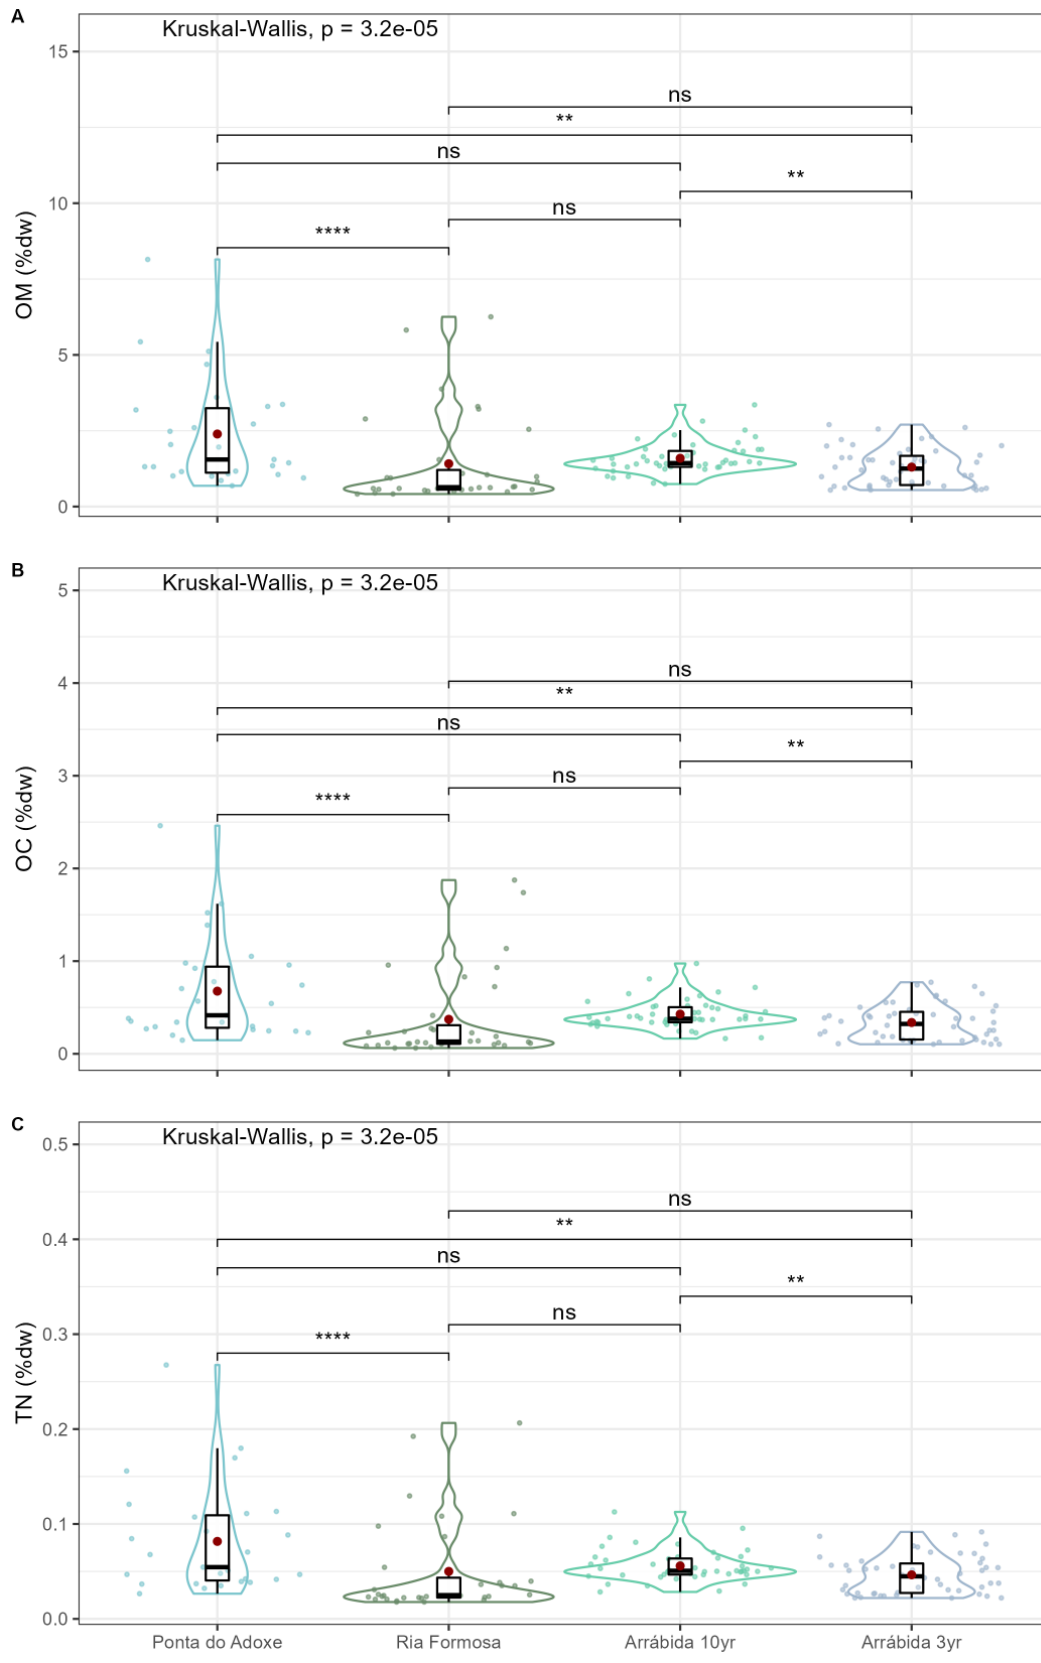 A
Kruskal-Wallis, p = 3.2e-05
15
10
5
0
OM (%dw)
ns
**
ns
**
ns
****
B
Kruskal-Wallis, p = 3.2e-05
5
4
3
2
1
0
OC (%dw)
ns
**
ns
**
ns
****
C
Kruskal-Wallis, p = 3.2e-05
0.5
0.4
0.3
0.2
0.1
0.0
TN (%dw)
ns
**
ns
**
ns
****
Ponta do Adoxe
Ria Formosa
Arrábida 10yr
Arrábida 3yr